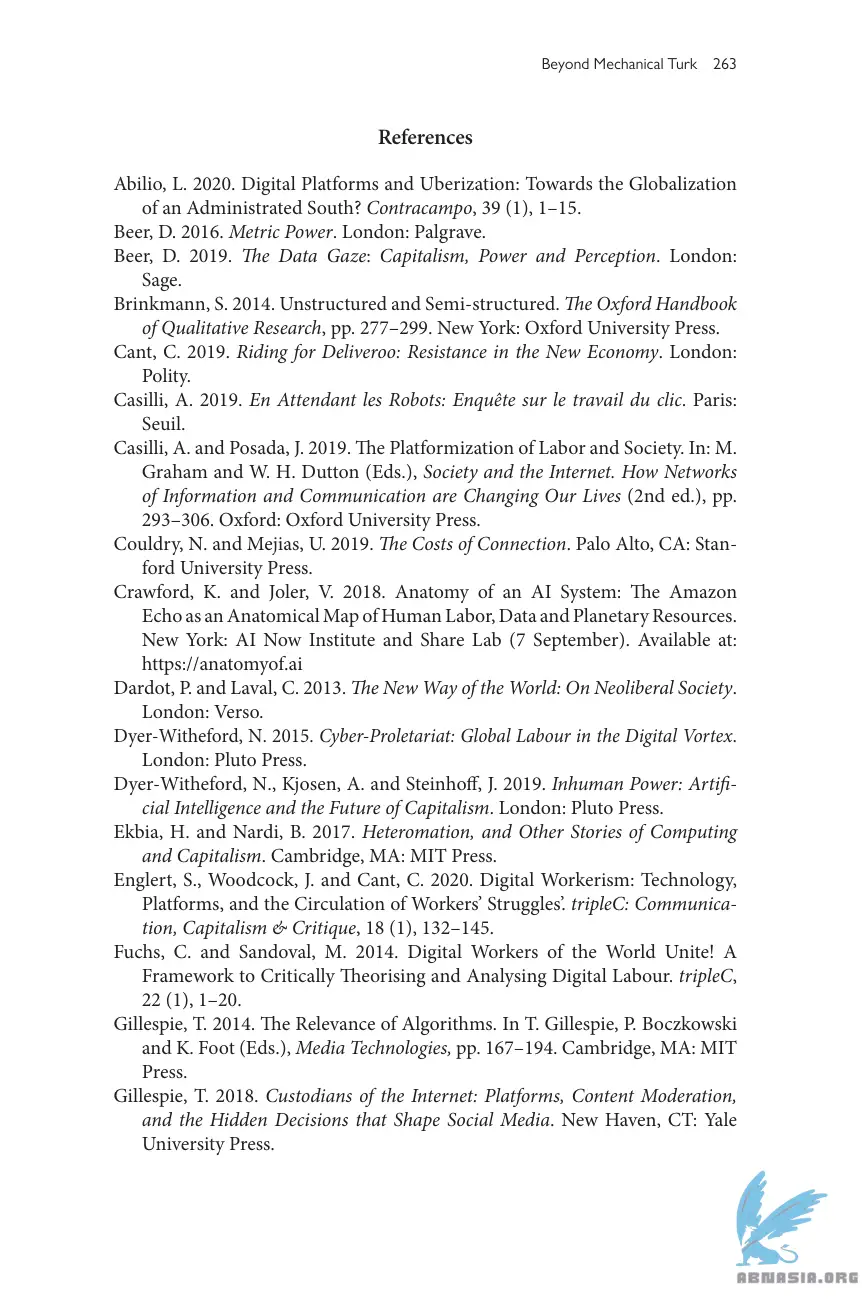 Beyond Mechanical Turk 263
References
Abilio, L. 2020. Digital Platforms and Uberization: Towards the Globalization
of an Administrated South? Contracampo, 39 (1), 1–15.
Beer, D. 2016. Metric Power. London: Palgrave.
Beer, D. 2019. The Data Gaze: Capitalism, Power and Perception. London:
Sage.
Brinkmann, S. 2014. Unstructured and Semi-structured. The Oxford Handbook
of Qualitative Research, pp. 277–299. New York: Oxford University Press.
Cant, C. 2019. Riding for Deliveroo: Resistance in the New Economy. London:
Polity.
Casilli, A. 2019. En Attendant les Robots: Enquête sur le travail du clic. Paris:
Seuil.
Casilli, A. and Posada, J. 2019. The Platformization of Labor and Society. In: M.
Graham and W. H. Dutton (Eds.), Society and the Internet. How Networks
of Information and Communication are Changing Our Lives (2nd ed.), pp.
293–306. Oxford: Oxford University Press.
Couldry, N. and Mejias, U. 2019. The Costs of Connection. Palo Alto, CA: Stan-
ford University Press.
Crawford, K. and Joler, V. 2018. Anatomy of an AI System: The Amazon
Echo as an Anatomical Map of Human Labor, Data and Planetary Resources.
New York: AI Now Institute and Share Lab (7 September). Available at:
https://anatomyof.ai
Dardot, P. and Laval, C. 2013. The New Way of the World: On Neoliberal Society.
London: Verso.
Dyer-Witheford, N. 2015. Cyber-Proletariat: Global Labour in the Digital Vortex.
London: Pluto Press.
Dyer-Witheford, N., Kjosen, A. and Steinhoff, J. 2019. Inhuman Power: Artifi-
cial Intelligence and the Future of Capitalism. London: Pluto Press.
Ekbia, H. and Nardi, B. 2017. Heteromation, and Other Stories of Computing
and Capitalism. Cambridge, MA: MIT Press.
Englert, S., Woodcock, J. and Cant, C. 2020. Digital Workerism: Technology,
Platforms, and the Circulation of Workers’ Struggles’. tripleC: Communica-
tion, Capitalism & Critique, 18 (1), 132–145.
Fuchs, C. and Sandoval, M. 2014. Digital Workers of the World Unite! A
Framework to Critically Theorising and Analysing Digital Labour. tripleC,
22 (1), 1–20.
Gillespie, T. 2014. The Relevance of Algorithms. In T. Gillespie, P. Boczkowski
and K. Foot (Eds.), Media Technologies, pp. 167–194. Cambridge, MA: MIT
Press.
Gillespie, T. 2018. Custodians of the Internet: Platforms, Content Moderation,
and the Hidden Decisions that Shape Social Media. New Haven, CT: Yale
University Press.
ABNASIA.ORG